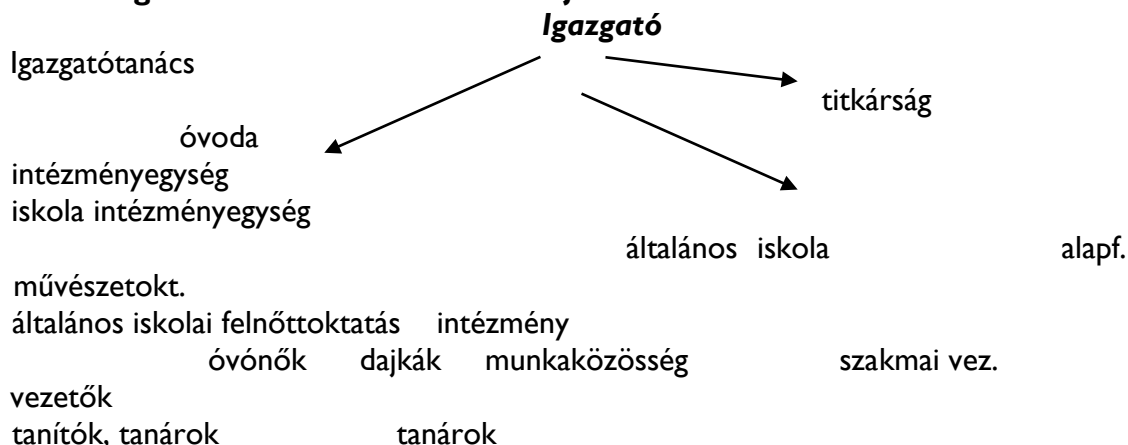 Igazgató
Igazgatótanács
titkárság
óvoda
intézményegység
iskola intézményegység
általános iskola alapf.
művészetokt.
általános iskolai felnőttoktatás intézmény
óvónők dajkák munkaközösség szakmai vez.
vezetők
tanítók, tanárok tanárok